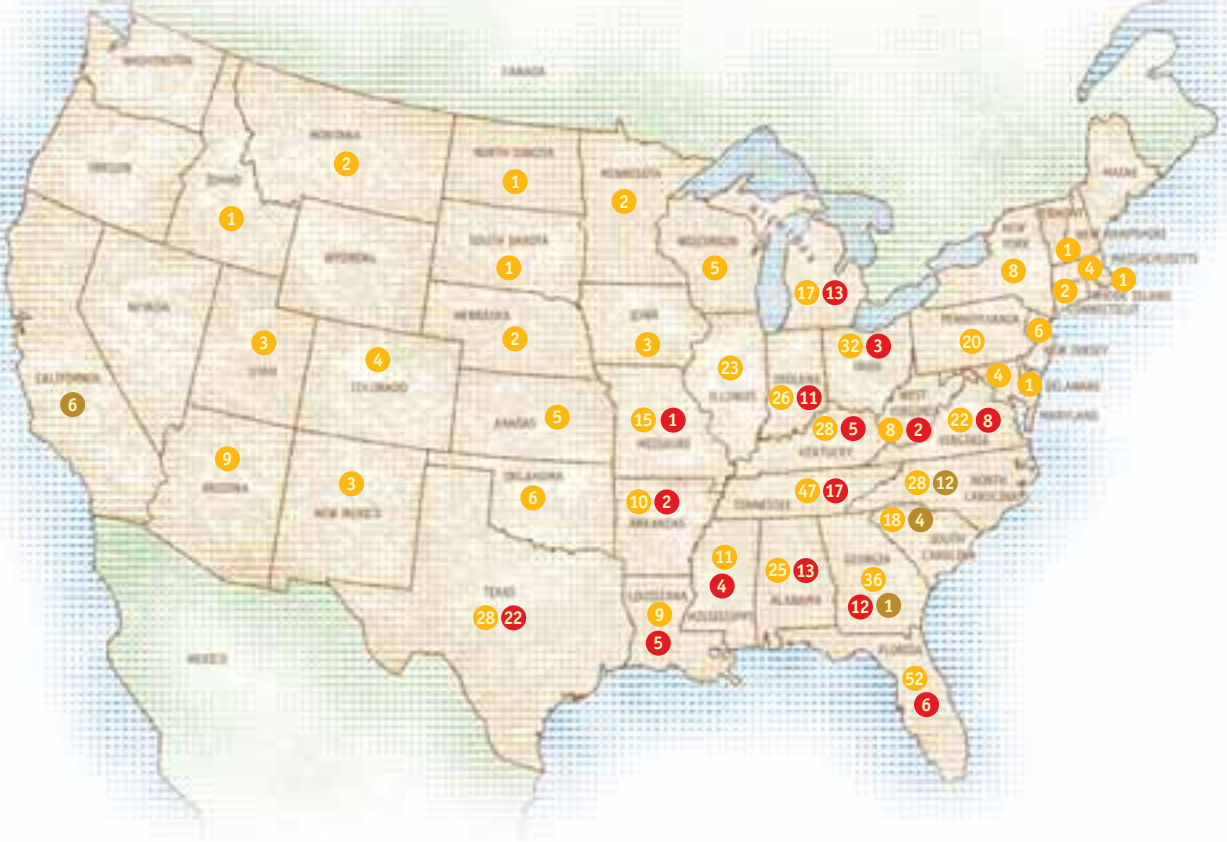 WASHINGTON
CANADA
MONTANA
2
NORTH DAKOTA
1
MINNESOTA
2
OREGON
IDAHO
1
MAINE
VERMONT
NEW HAMPSHIRE
1
NEW YORK
8
MASSACHUSETTS
4
1
RHODE ISLAND
2
CONNECTICUT
SOUTH DAKOTA
1
WISCONSIN
5
17 13
WYOMING
NEVADA
NEBRASKA
2
IOWA
3
PENNSYLVANIA
20
6
NEW JERSEY
UTAH
3
COLORADO
4
ILLINOIS
23
INDIANA
26 11
OHIO
32 3
4
1
DELAWARE
MARYLAND
CALIFORNIA
6
KANSAS
5
MISSOURI
15 1
KENTUCKY
28 5
WEST
8 2
VIRGINIA
22 8
ARIZONA
9
NEW MEXICO
3
OKLAHOMA
6
ARKANSAS
10 2
TENNESSEE
47 17
NORTH CAROLINA
28 12
SOUTH CAROLINA
18 4
TEXAS
28 22
LOUISIANA
9
5
MISSISSIPPI
11
4
ALABAMA
25 13
GEORGIA
36
12 1
MEXICO
FLORIDA
52
6